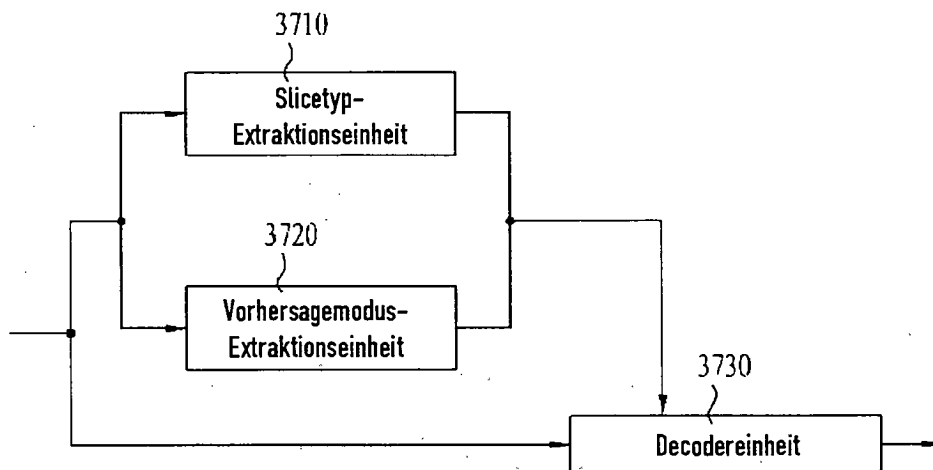 3710
Slicetyp-
Extraktionseinheit
3720
Vorhersagemodus-
Extraktionseinheit
3730
Decodereinheit